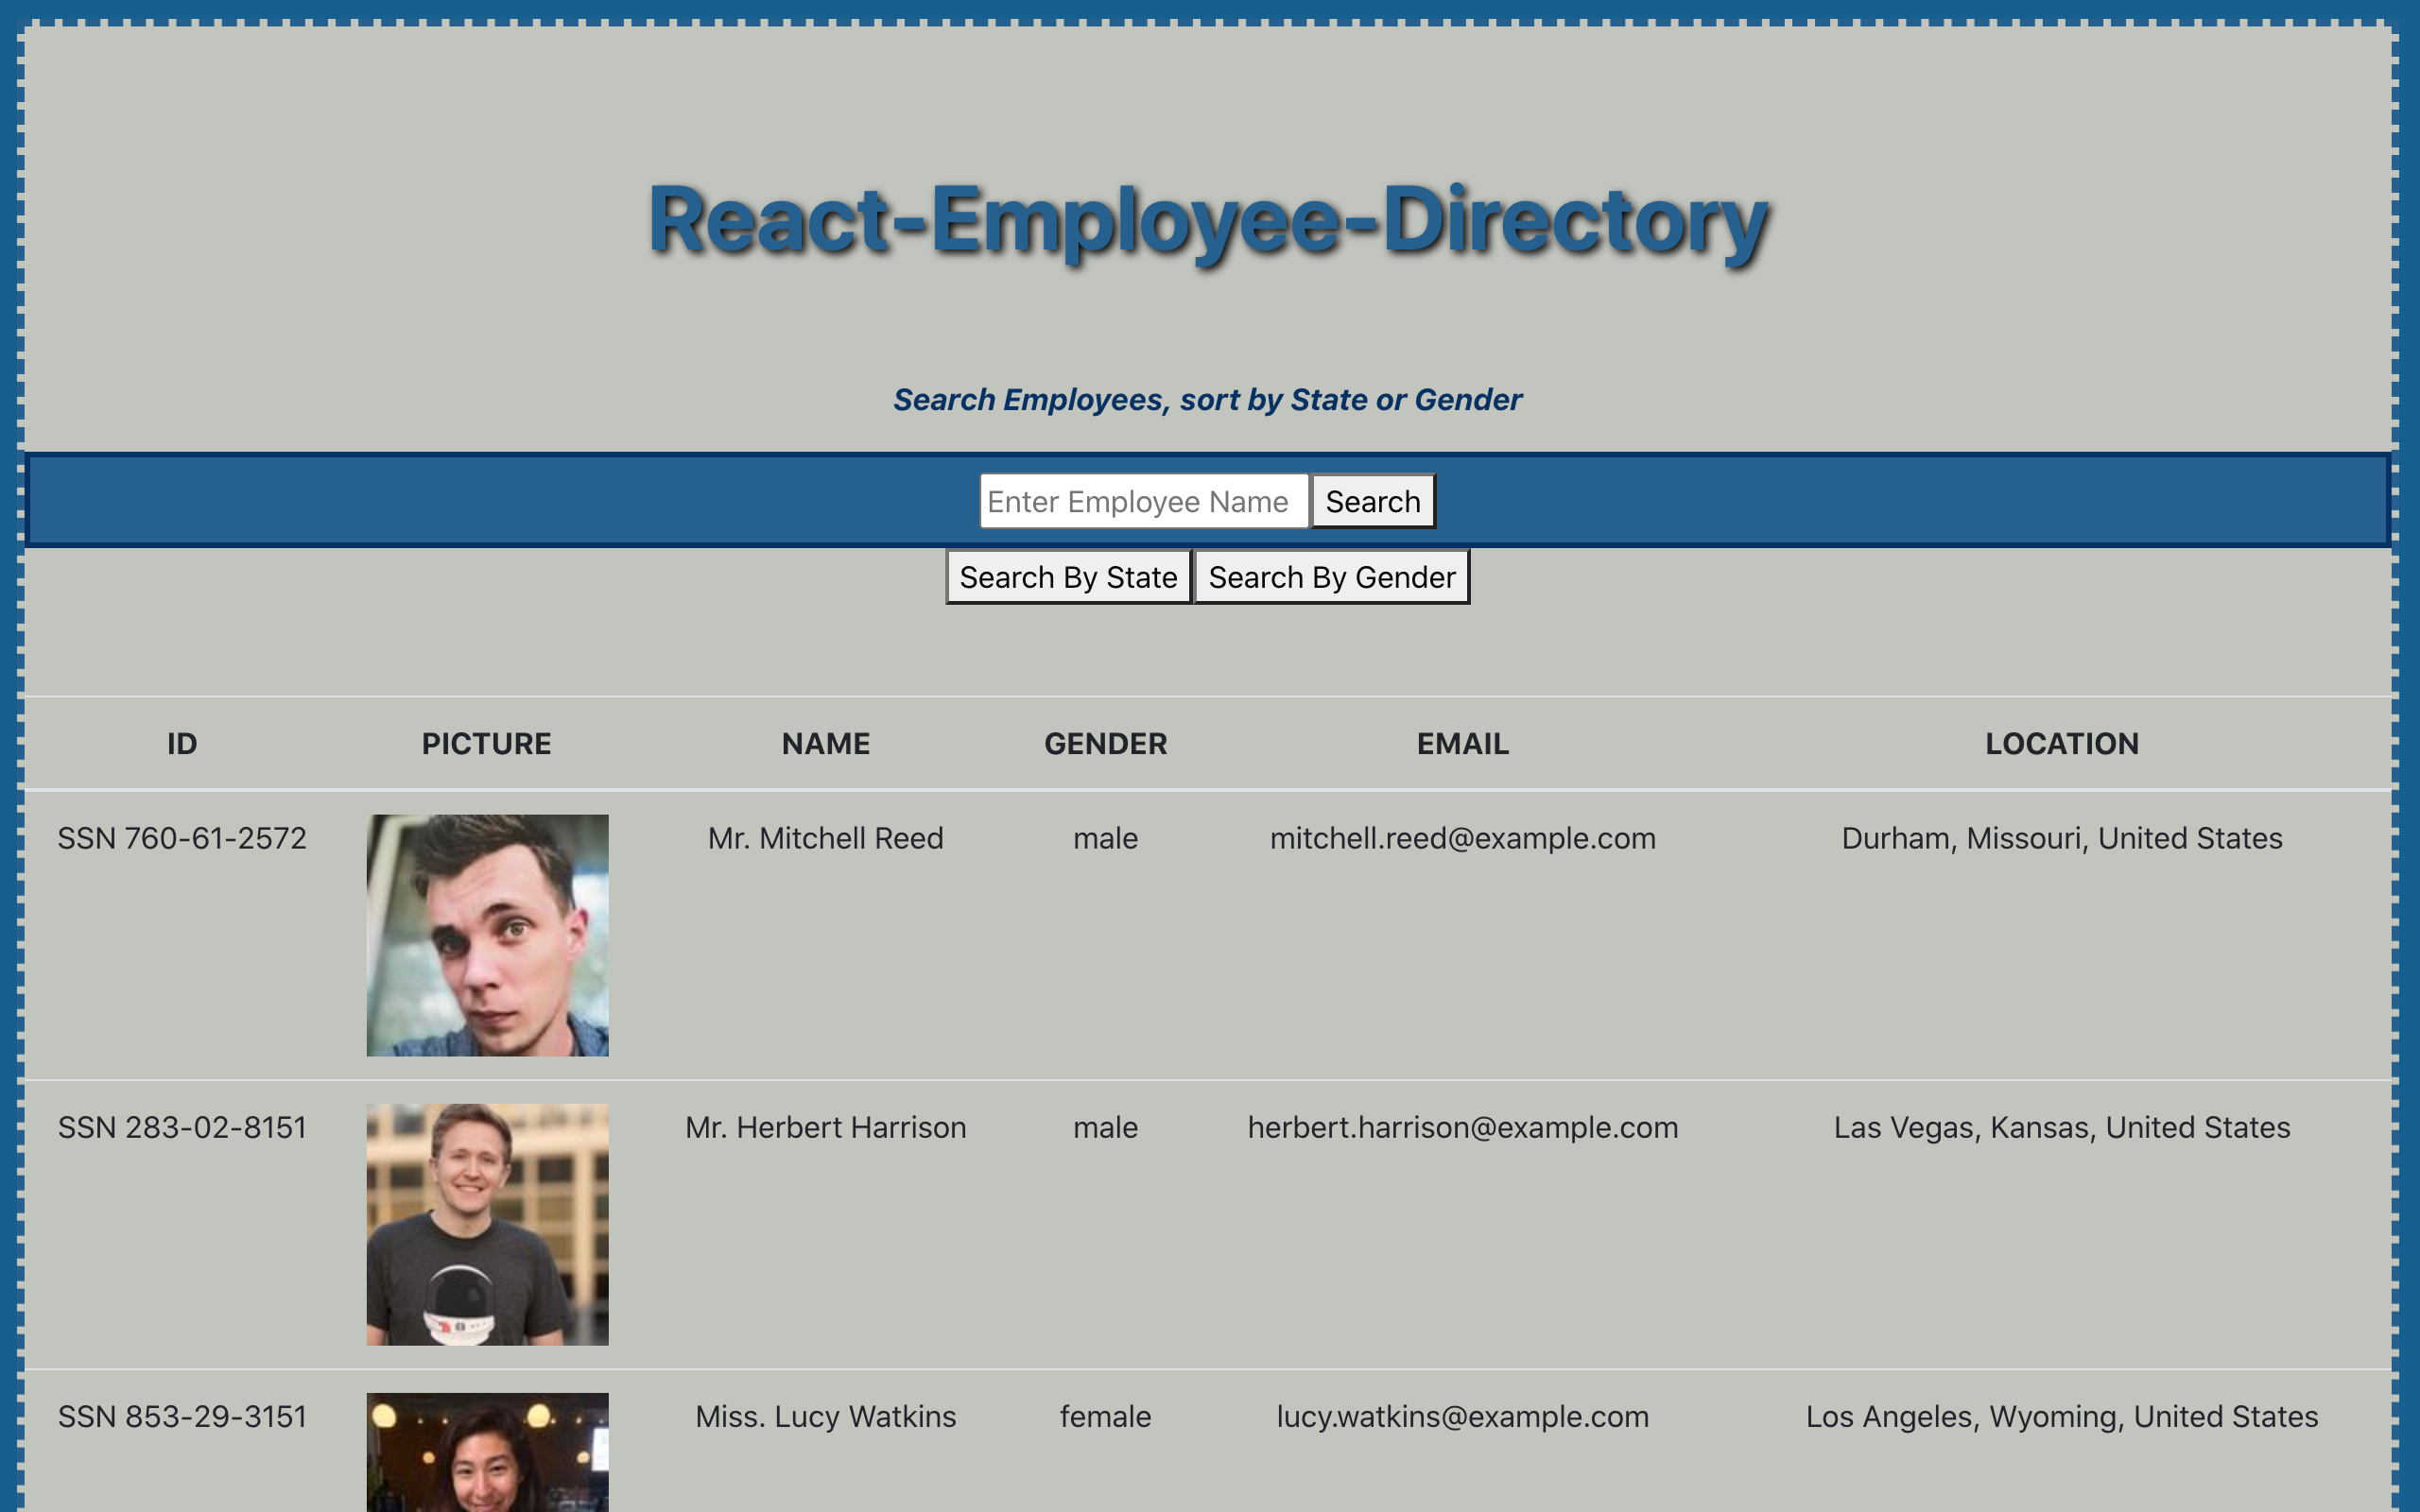 React-Employee-Directory
Search Employees, sort by State or Gender
Enter Employee Name Search
Search By State Search By Gender
ID PICTURE NAME GENDER EMAIL LOCATION
SSN 760-61-2572 Mr. Mitchell Reed male mitchell.reed@example.com Durham, Missouri, United States
SSN 283-02-8151 Mr. Herbert Harrison male herbert.harrison@example.com Las Vegas, Kansas, United States
SSN 853-29-3151 Miss. Lucy Watkins female lucy.watkins@example.com Los Angeles, Wyoming, United States